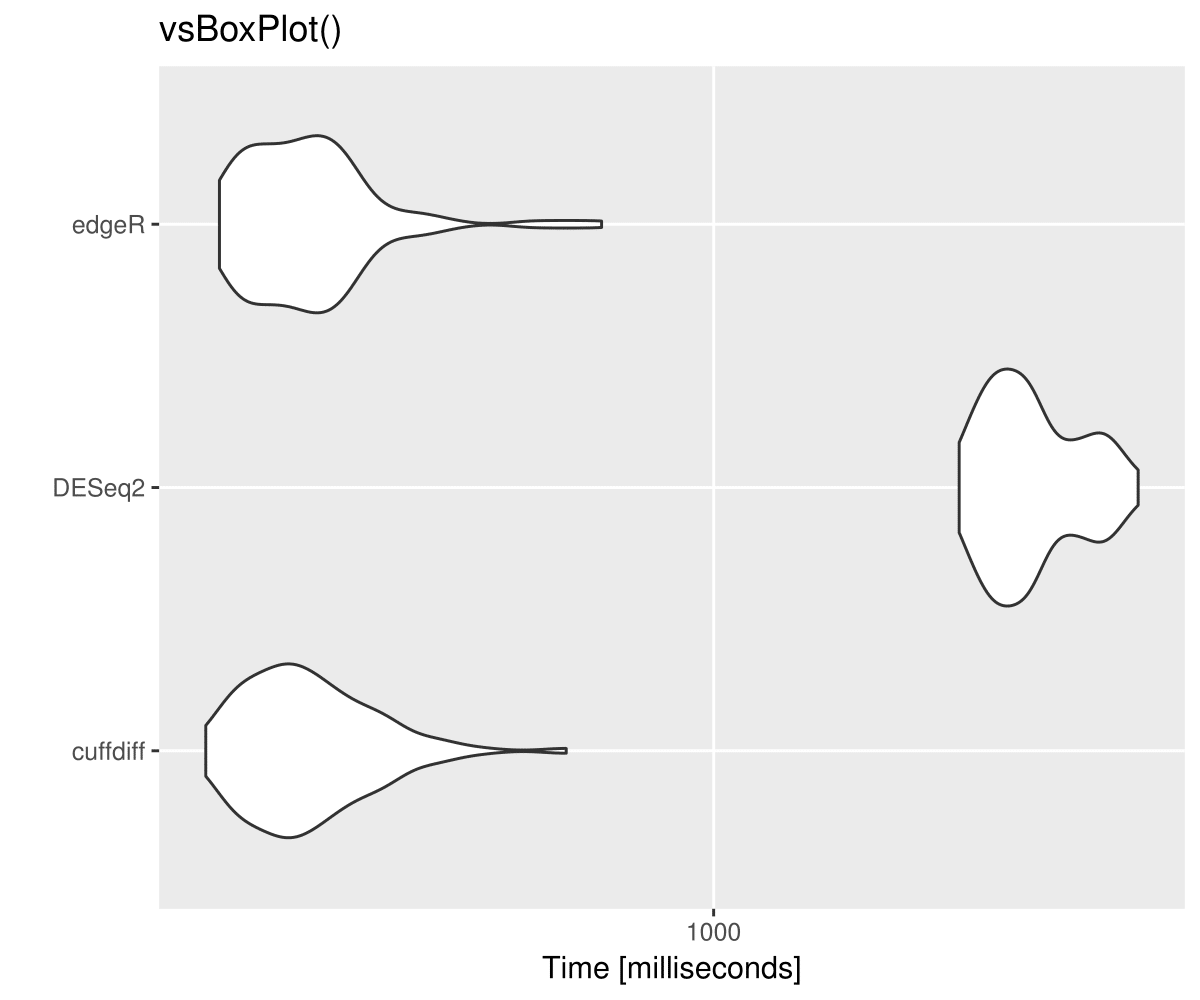 vsBoxPlot()
edgeR
DESeq2
cuffdiff
1000
Time [milliseconds]